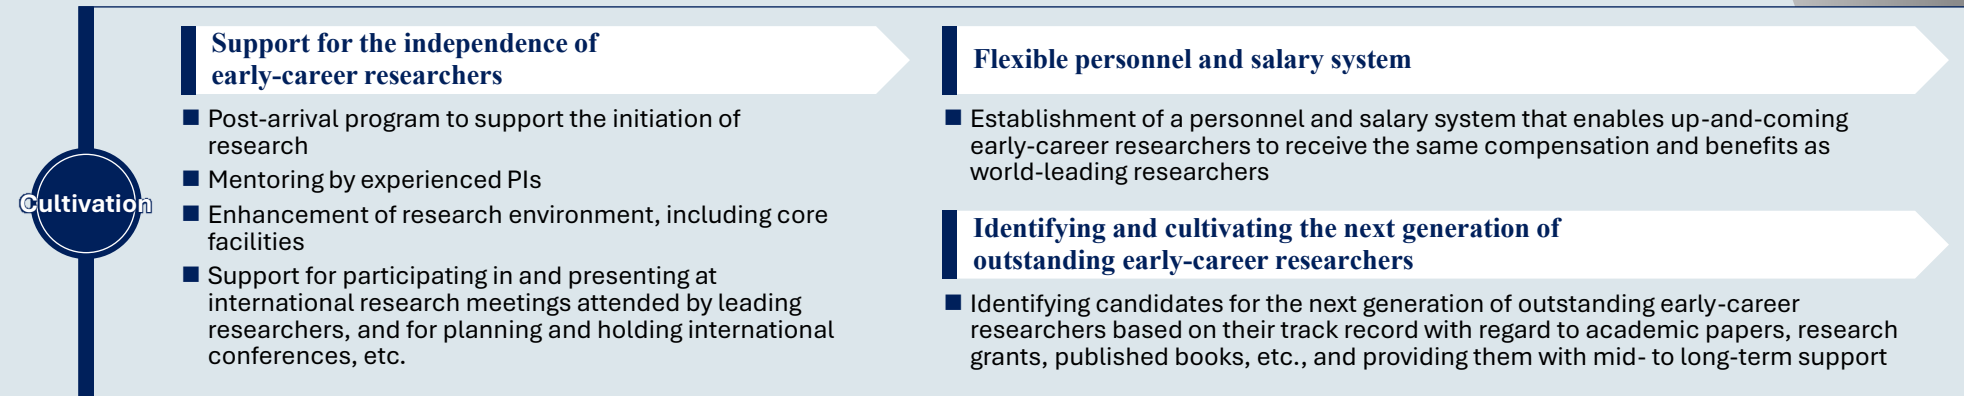 Cultivation
Support for the independence of
early-career researchers
■ Post-arrival program to support the initiation of
research
■ Mentoring by experienced PIs
■ Enhancement of research environment, including core
facilities
■ Support for participating in and presenting at
international research meetings attended by leading
researchers, and for planning and holding international
conferences, etc.
Flexible personnel and salary system
■ Establishment of a personnel and salary system that enables up-and-coming
early-career researchers to receive the same compensation and benefits as
world-leading researchers
Identifying and cultivating the next generation of
outstanding early-career researchers
■ Identifying candidates for the next generation of outstanding early-career
researchers based on their track record with regard to academic papers, research
grants, published books, etc., and providing them with mid- to long-term support